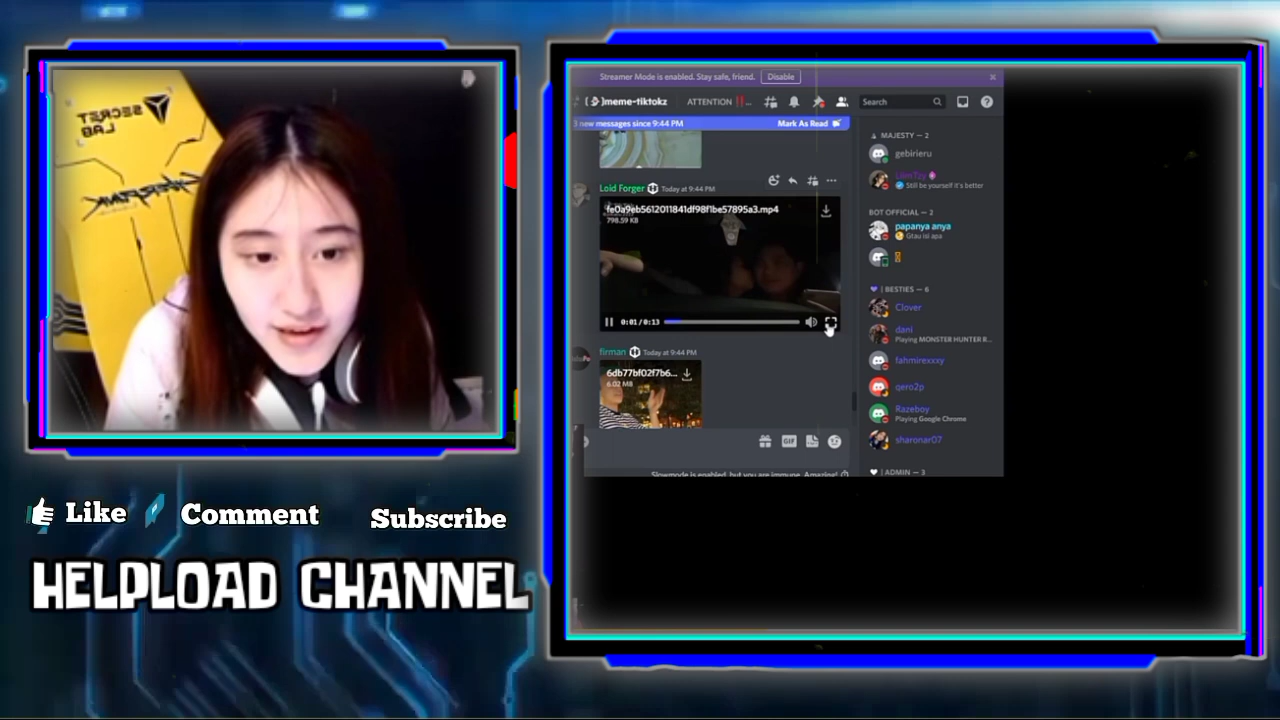 SECRET
LAB
CYBERPUNK
Like
Comment
Subscribe
HELPLOAD CHANNEL
Streamer Mode is enabled. Stay safe, friend.
Disable
meme-tiktokz
ATTENTION ‼️...
Search
3 new messages since 9:44 PM
Mark As Read
Loid Forger
Today at 9:44 PM
fe0a9eb5612011841df98f1be57895a3.mp4
798.59 KB
0:01/0:13
firman
Today at 9:44 PM
6db77bf02f7b6...
6.02 MB
GIF
Slowmode is enabled, but you are immune. Amazing!
MAJESTY — 2
gebirieru
Still be yourself it's better
BOT OFFICIAL — 2
papanya anya
Gtau isi apa
| BESTIES — 6
Clover
dani
Playing MONSTER HUNTER R...
fahmirexxxy
qero2p
Razeboy
Playing Google Chrome
sharonar07
| ADMIN — 3